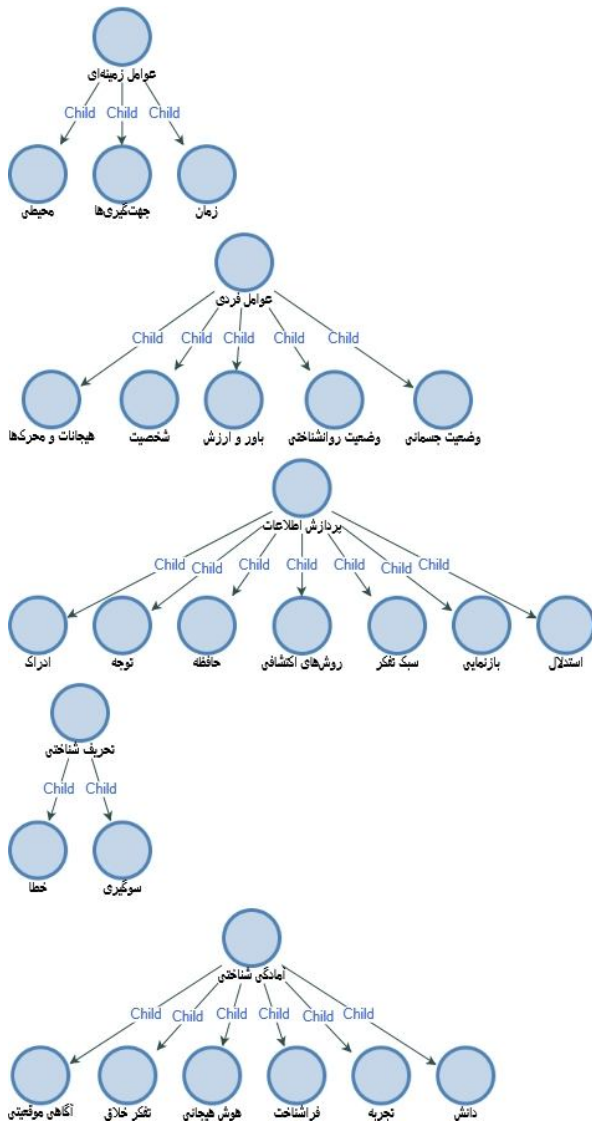 عوامل زمینه‌ای
Child Child Child
محیطی جهت‌گیری‌ها زمان
عوامل فردی
Child Child Child Child Child
هیجانات و محرک‌ها شخصیت باور و ارزش وضعیت روانشناختی وضعیت جسمانی
پردازش اطلاعات
Child Child Child Child Child Child Child
ادراک توجه حافظه روش‌های اکتشافی سبک تفکر بازنمایی استدلال
تحریف شناختی
Child Child
خطا سوگیری
آمادگی شناختی
Child Child Child Child Child Child
آگاهی موقعیتی تفکر خلاق هوش هیجانی فراشناخت تجربه دانش